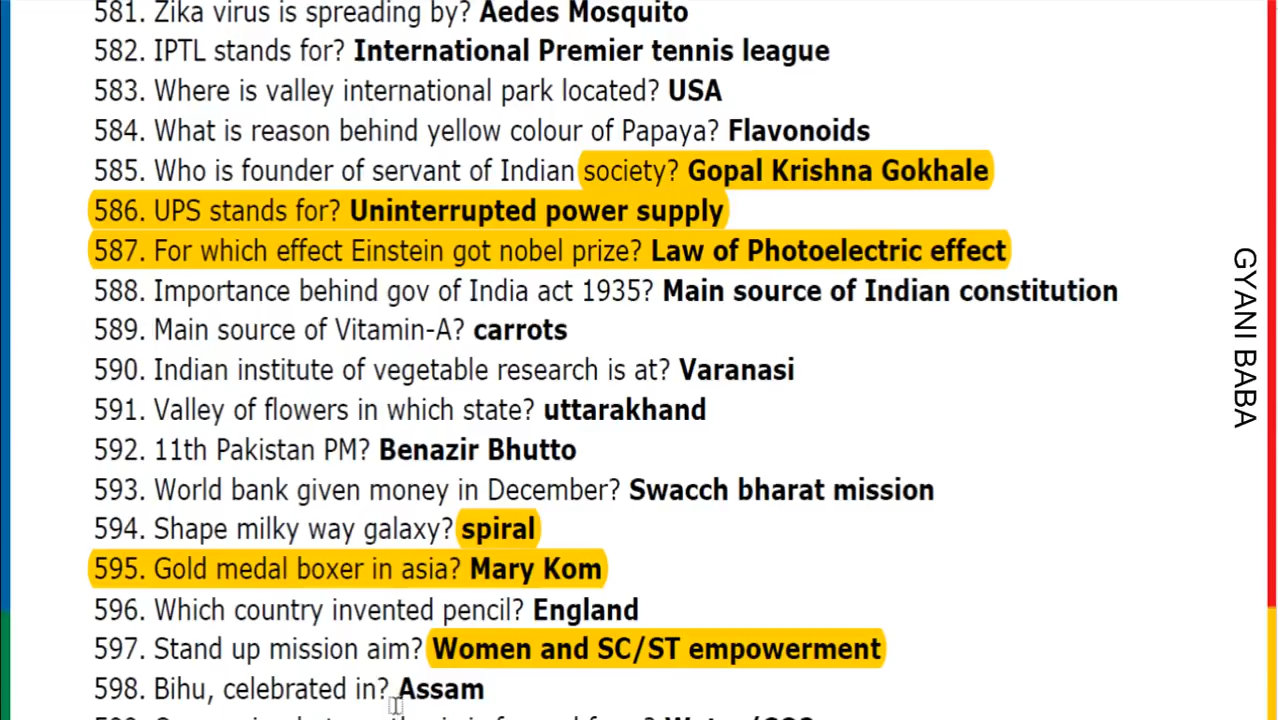 581. Zika virus is spreading by? Aedes Mosquito
582. IPTL stands for? International Premier tennis league
583. Where is valley international park located? USA
584. What is reason behind yellow colour of Papaya? Flavonoids
585. Who is founder of servant of Indian society? Gopal Krishna Gokhale
586. UPS stands for? Uninterrupted power supply
587. For which effect Einstein got nobel prize? Law of Photoelectric effect
588. Importance behind gov of India act 1935? Main source of Indian constitution
589. Main source of Vitamin-A? carrots
590. Indian institute of vegetable research is at? Varanasi
591. Valley of flowers in which state? uttarakhand
592. 11th Pakistan PM? Benazir Bhutto
593. World bank given money in December? Swacch bharat mission
594. Shape milky way galaxy? spiral
595. Gold medal boxer in asia? Mary Kom
596. Which country invented pencil? England
597. Stand up mission aim? Women and SC/ST empowerment
598. Bihu, celebrated in? Assam
GYANI BABA